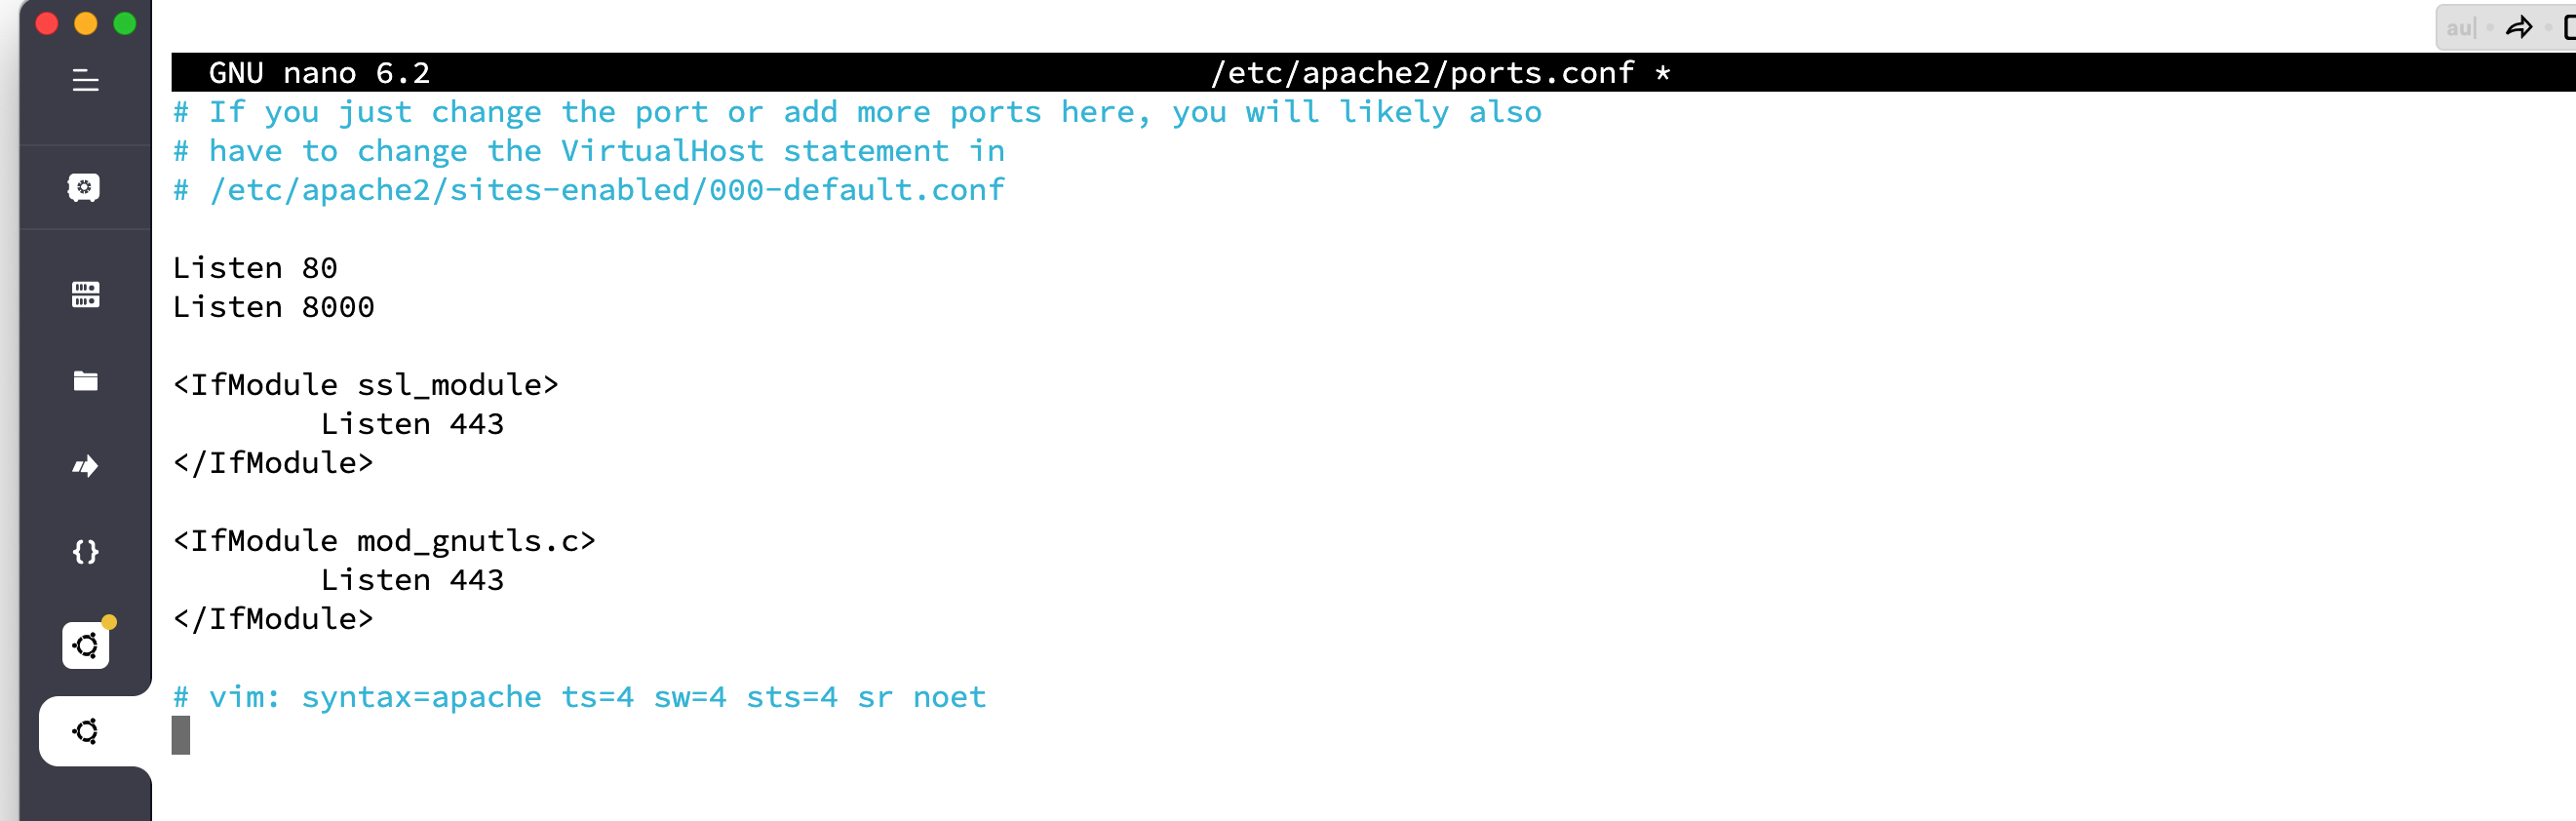 au|
GNU nano 6.2 /etc/apache2/ports.conf *
# If you just change the port or add more ports here, you will likely also
# have to change the VirtualHost statement in
# /etc/apache2/sites-enabled/000-default.conf
Listen 80
Listen 8000
<IfModule ssl_module>
        Listen 443
</IfModule>
<IfModule mod_gnutls.c>
        Listen 443
</IfModule>
# vim: syntax=apache ts=4 sw=4 sts=4 sr noet